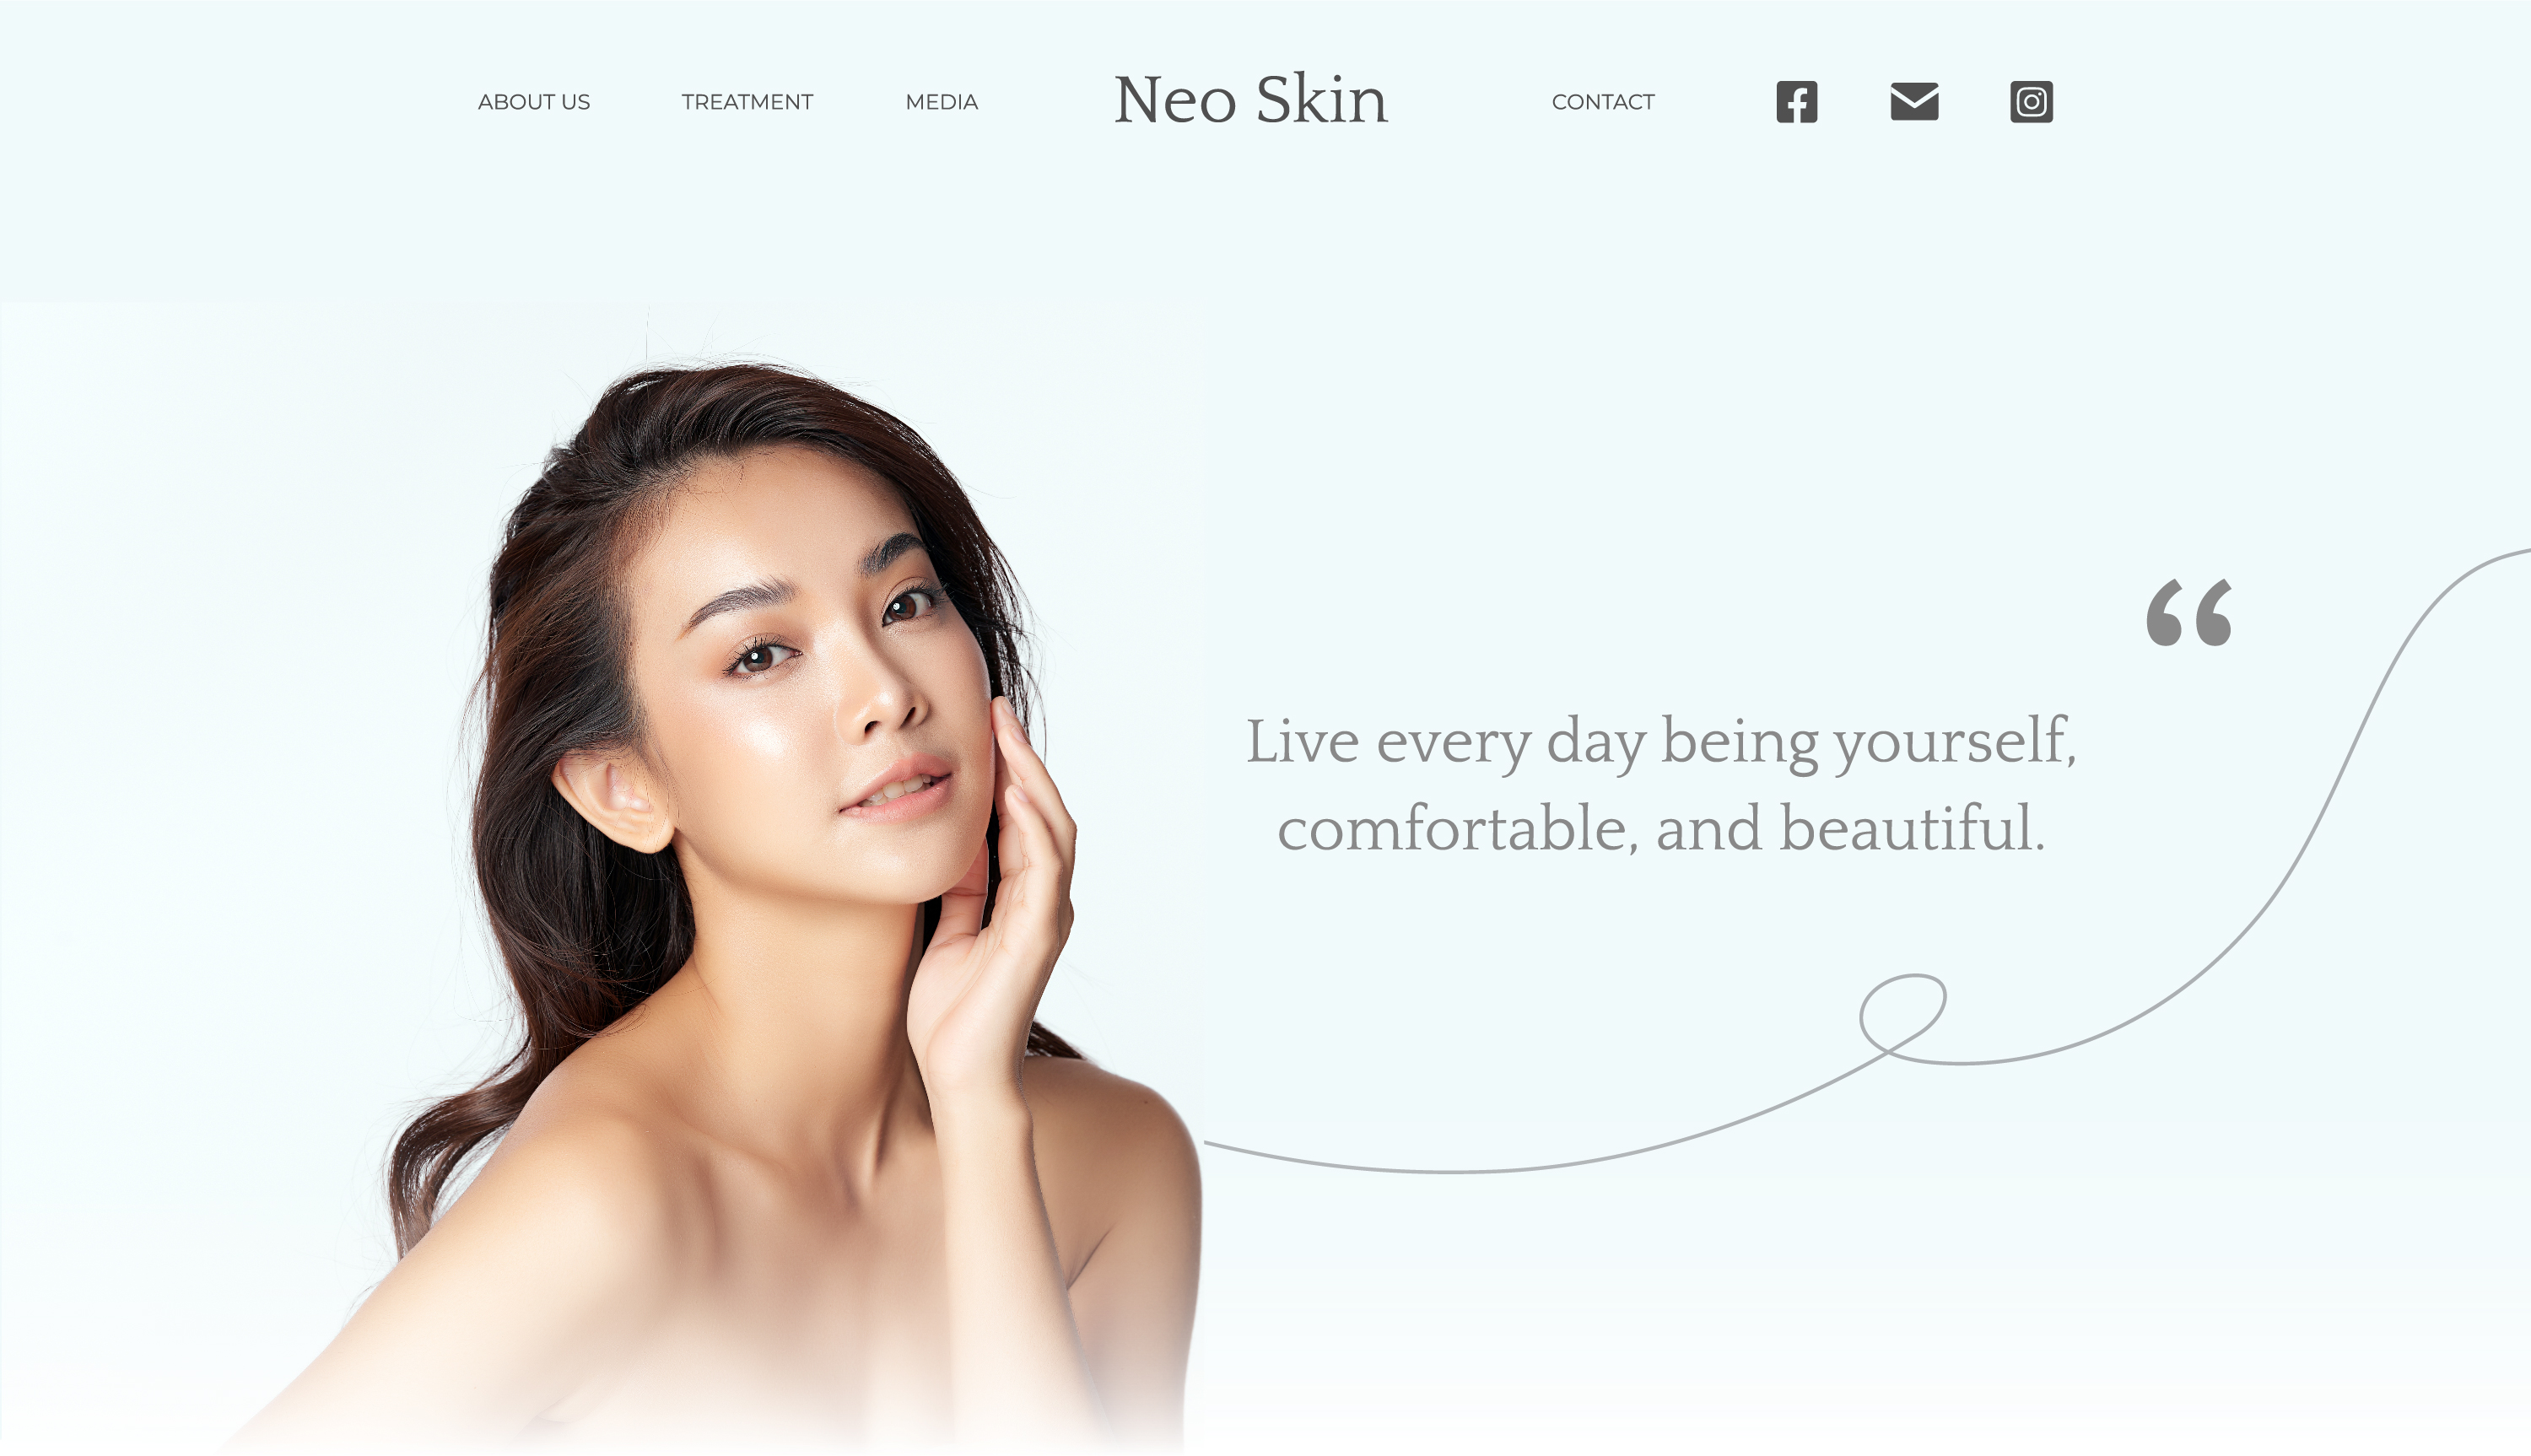 ABOUT US TREATMENT MEDIA Neo Skin CONTACT
“
Live every day being yourself,
comfortable, and beautiful.